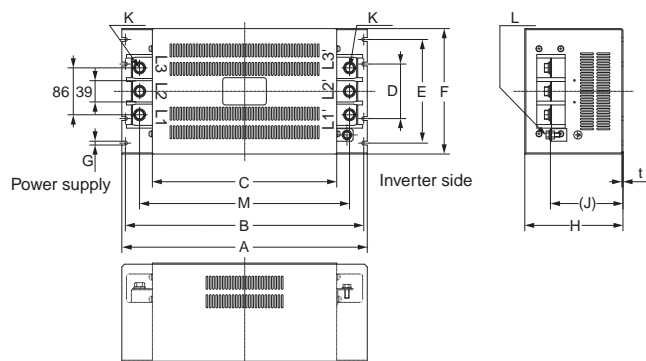 K
K
L
L3
L3'
L2
L2'
L1
L1'
86
39
D
E
F
G
Power supply
Inverter side
C
M
B
A
t
(J)
H